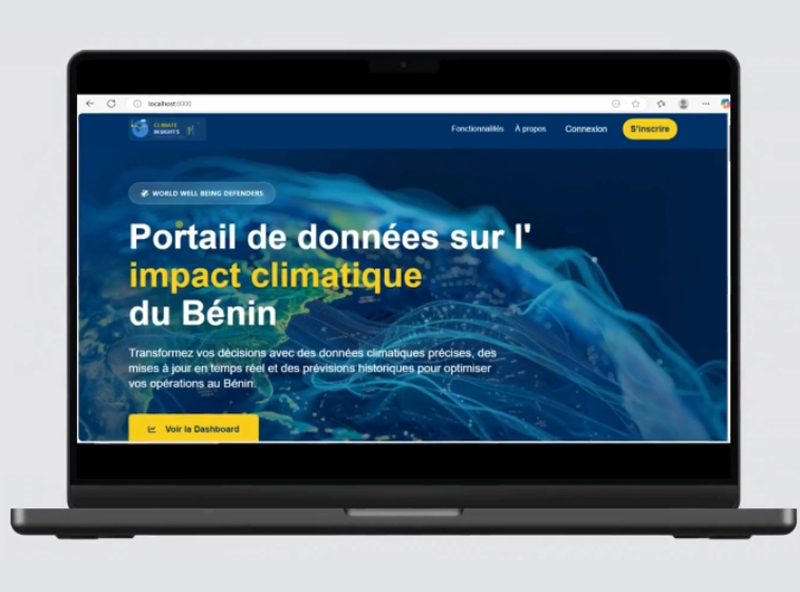 localhost:8000
CLIMATE
INSIGHTS
Fonctionnalités À propos Connexion S'inscrire
WORLD WELL BEING DEFENDERS
Portail de données sur l'
impact climatique
du Bénin
Transformez vos décisions avec des données climatiques précises, des
mises à jour en temps réel et des prévisions historiques pour optimiser
vos opérations au Bénin.
Voir la Dashboard